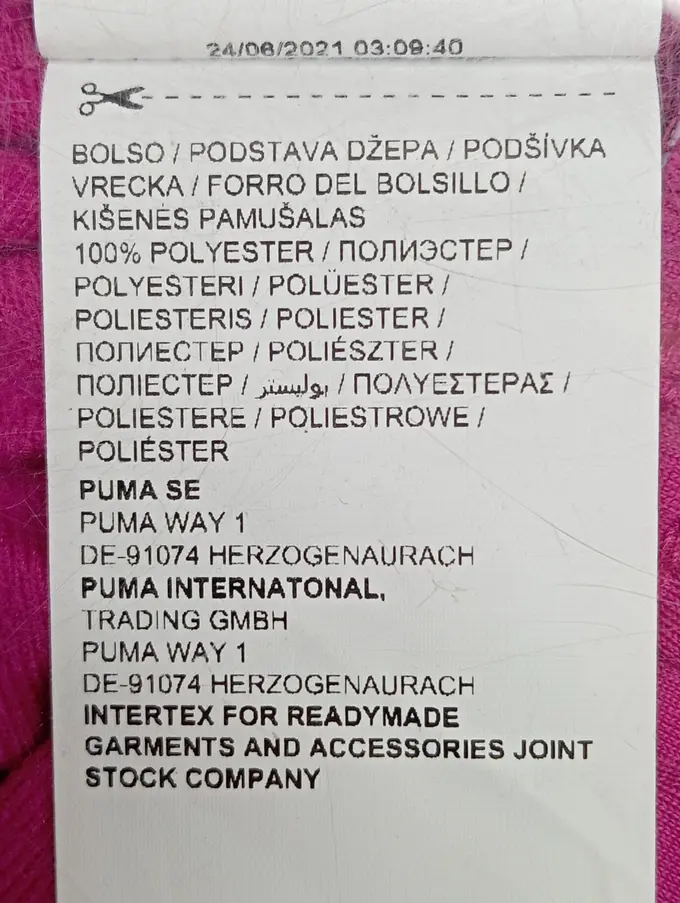 24/06/2021 03:09:40
BOLSO / PODSTAVA DŽEPA / PODŠÍVKA
VRECKA / FORRO DEL BOLSILLO /
KIŠENĖS PAMUŠALAS
100% POLYESTER / ПОЛИЭСТЕР /
POLYESTERI / POLÜESTER /
POLIESTERIS / POLIESTER /
ПОЛИЕСТЕР / POLIÉSZTER /
ПОЛІЕСТЕР / بوليستر / ΠΟΛΥΕΣΤΕΡΑΣ /
POLIESTERE / POLIESTROWE /
POLIÉSTER
PUMA SE
PUMA WAY 1
DE-91074 HERZOGENAURACH
PUMA INTERNATONAL,
TRADING GMBH
PUMA WAY 1
DE-91074 HERZOGENAURACH
INTERTEX FOR READYMADE
GARMENTS AND ACCESSORIES JOINT
STOCK COMPANY